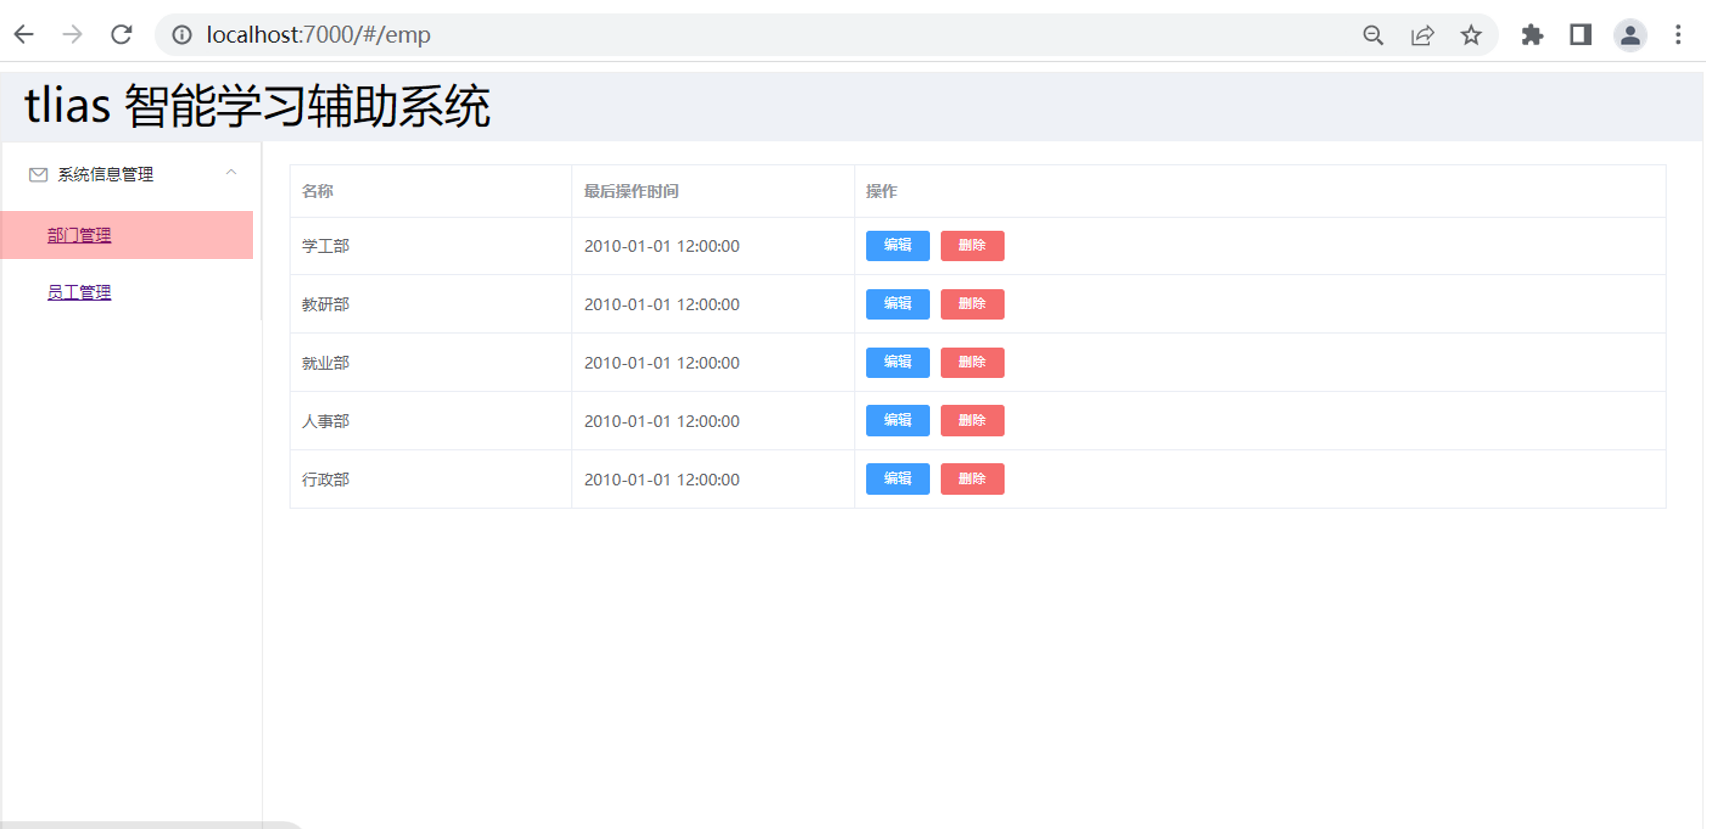 localhost:7000/#/emp
tlias 智能学习辅助系统
系统信息管理
部门管理
员工管理
名称 最后操作时间 操作
学工部 2010-01-01 12:00:00 编辑 删除
教研部 2010-01-01 12:00:00 编辑 删除
就业部 2010-01-01 12:00:00 编辑 删除
人事部 2010-01-01 12:00:00 编辑 删除
行政部 2010-01-01 12:00:00 编辑 删除